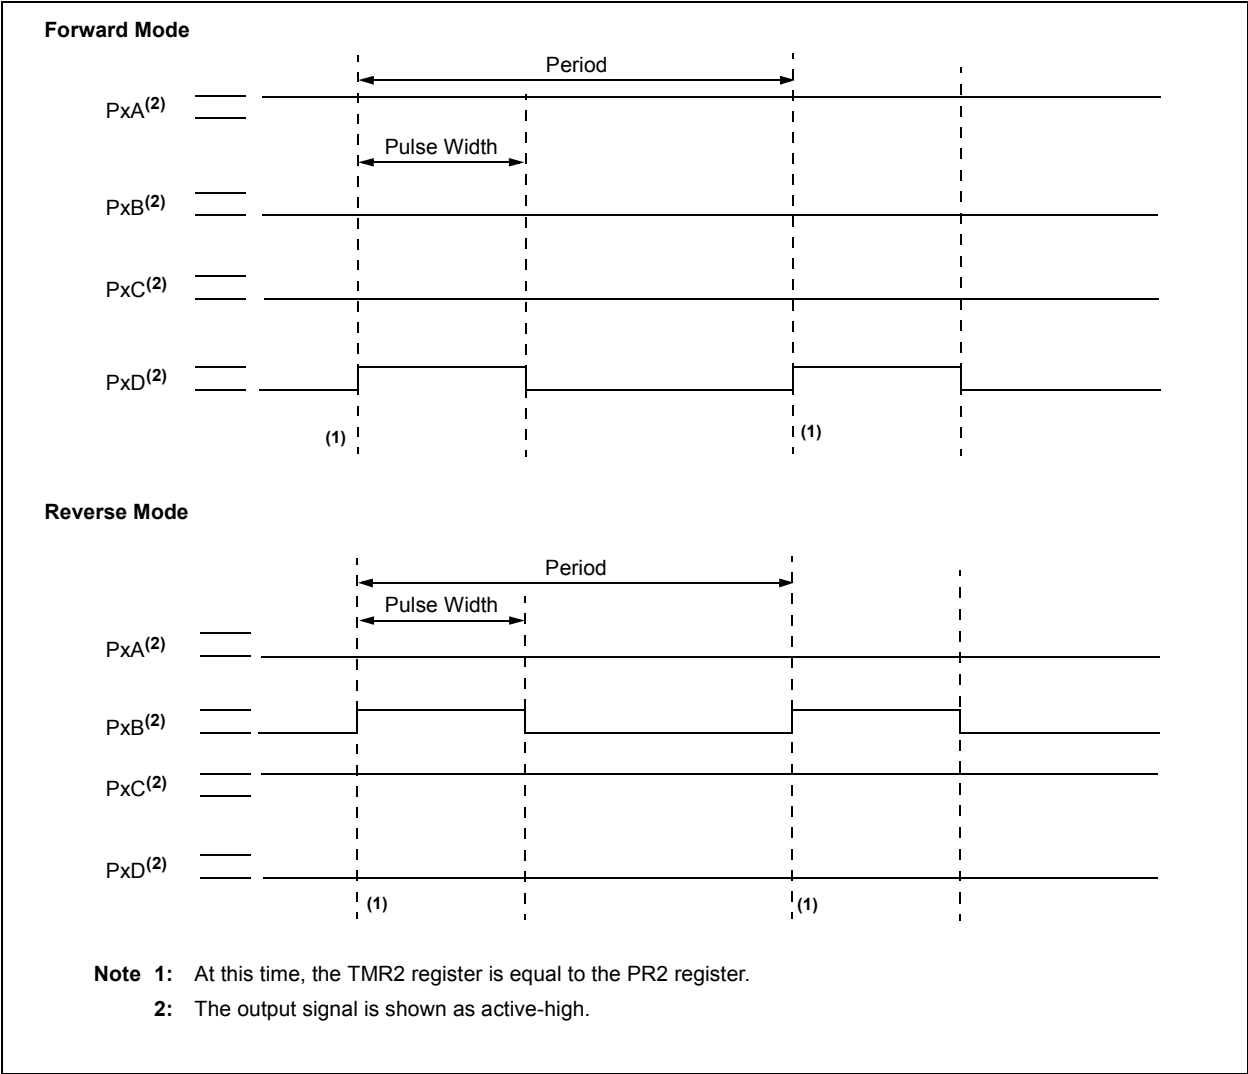 Forward Mode
Period
PxA(2)
Pulse Width
PxB(2)
PxC(2)
PxD(2)
(1) (1)
Reverse Mode
Period
Pulse Width
PxA(2)
PxB(2)
PxC(2)
PxD(2)
(1) (1)
Note 1: At this time, the TMR2 register is equal to the PR2 register.
2: The output signal is shown as active-high.